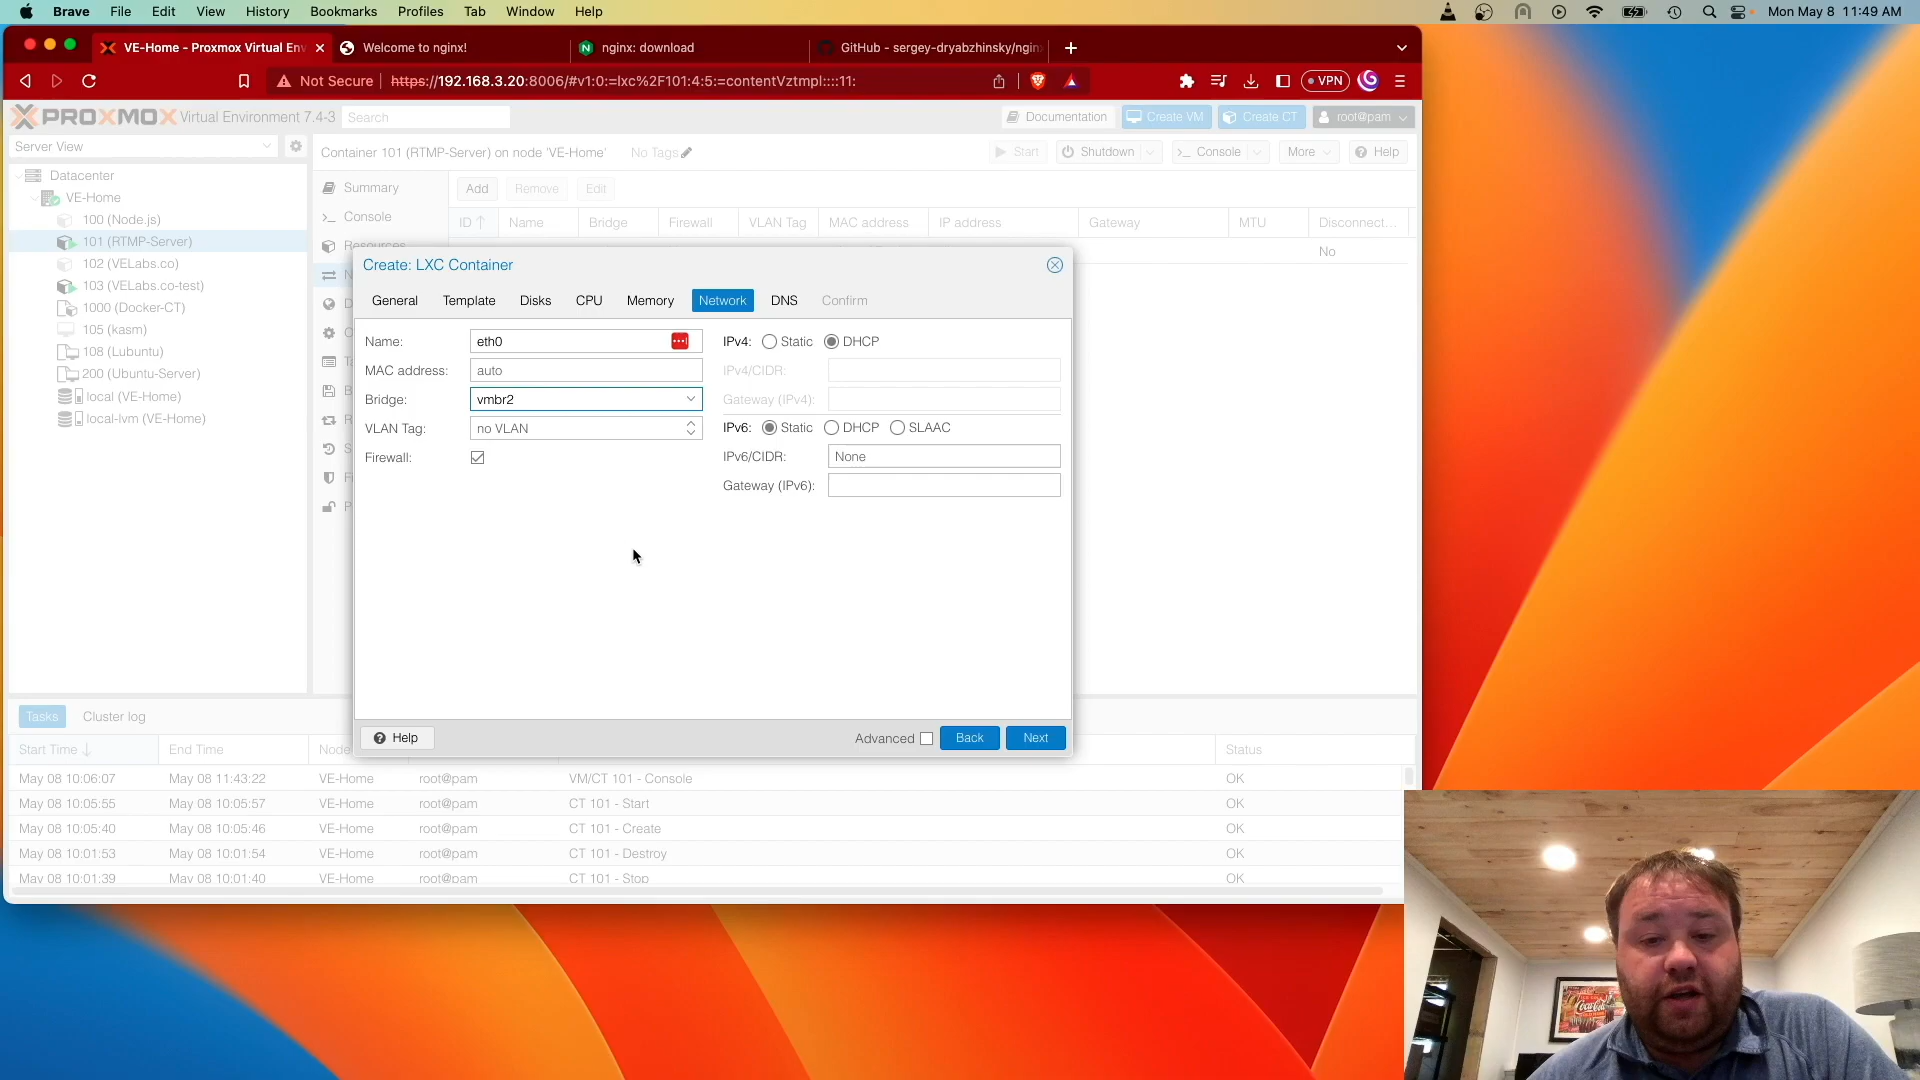 Brave File Edit View History Bookmarks Profiles Tab Window Help Mon May 8 11:49 AM
VE-Home - Proxmox Virtual En Welcome to nginx! nginx: download GitHub - sergey-dryabzhinsky/nginx
Not Secure https://192.168.3.20:8006/#v1:0:=lxc%2F101:4:5:=contentVztmpl::::11: VPN
PROXMOX Virtual Environment 7.4-3 Search Documentation Create VM Create CT root@pam
Server View Container 101 (RTMP-Server) on node 'VE-Home' No Tags Start Shutdown Console More Help
Datacenter
VE-Home
100 (Node.js)
101 (RTMP-Server)
102 (VELabs.co)
103 (VELabs.co-test)
1000 (Docker-CT)
105 (kasm)
108 (Lubuntu)
200 (Ubuntu-Server)
local (VE-Home)
local-lvm (VE-Home)
Summary
Console
Resources
Add Remove Edit
ID Name Bridge Firewall VLAN Tag MAC address IP address Gateway MTU Disconnect...
No
Create: LXC Container
General Template Disks CPU Memory Network DNS Confirm
Name: eth0
MAC address: auto
Bridge: vmbr2
VLAN Tag: no VLAN
Firewall:
IPv4: Static DHCP
IPv4/CIDR:
Gateway (IPv4):
IPv6: Static DHCP SLAAC
IPv6/CIDR: None
Gateway (IPv6):
Help Advanced Back Next
Tasks Cluster log
Start Time End Time Node Status
May 08 10:06:07 May 08 11:43:22 VE-Home root@pam VM/CT 101 - Console OK
May 08 10:05:55 May 08 10:05:57 VE-Home root@pam CT 101 - Start OK
May 08 10:05:40 May 08 10:05:46 VE-Home root@pam CT 101 - Create OK
May 08 10:01:53 May 08 10:01:54 VE-Home root@pam CT 101 - Destroy OK
May 08 10:01:39 May 08 10:01:40 VE-Home root@pam CT 101 - Stop OK
Coca-Cola